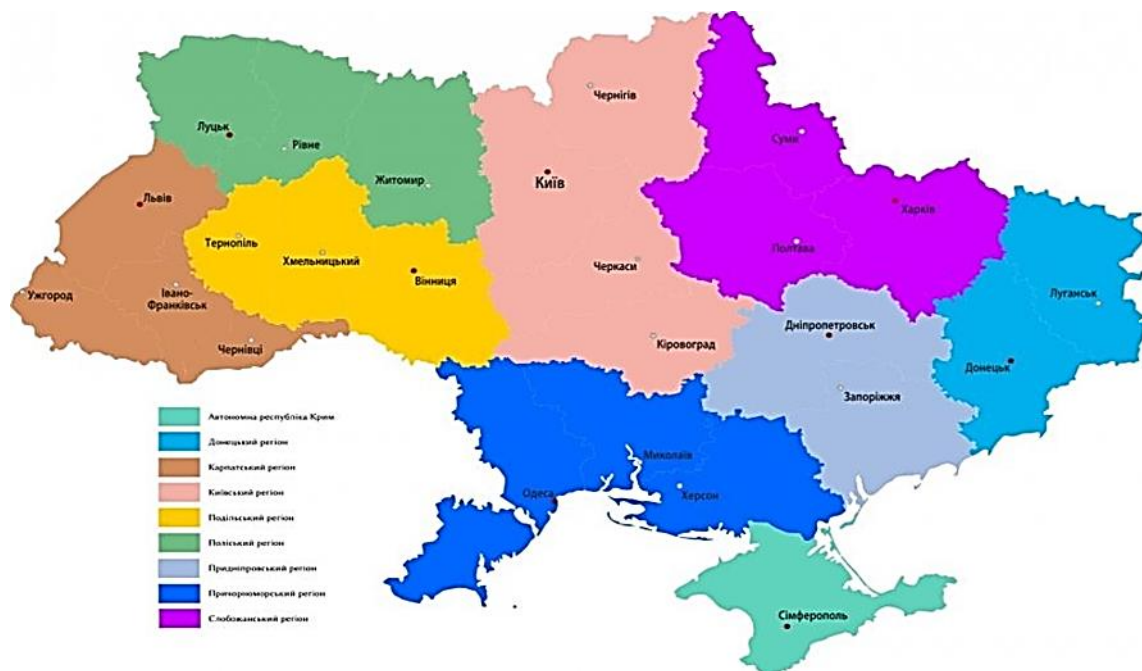 Чернігів
Луцьк
Рівне
Суми
Житомир
Київ
Львів
Харків
Тернопіль
Хмельницький
Полтава
Черкаси
Вінниця
Ужгород
Івано-
Франківськ
Луганськ
Дніпропетровськ
Кіровоград
Чернівці
Донецьк
Запоріжжя
Миколаїв
Одеса
Херсон
Сімферополь
Автономна республіка Крим
Донецький регіон
Карпатський регіон
Київський регіон
Подільський регіон
Поліський регіон
Придніпровський регіон
Причорноморський регіон
Слобожанський регіон